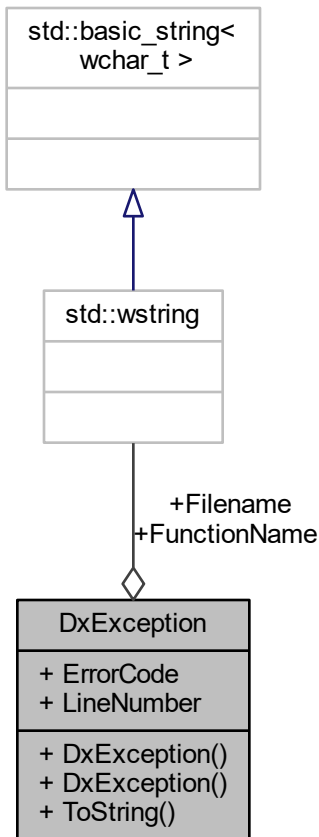 std::basic_string<
wchar_t >
std::wstring
+Filename
+FunctionName
DxException
+ ErrorCode
+ LineNumber
+ DxException()
+ DxException()
+ ToString()